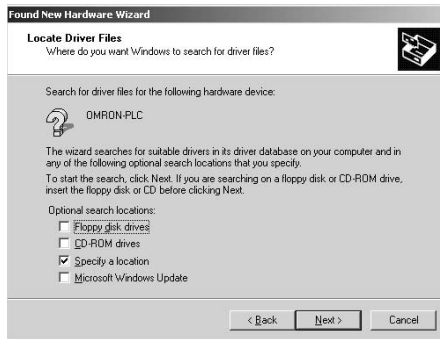 Found New Hardware Wizard
Locate Driver Files
Where do you want Windows to search for driver files?
Search for driver files for the following hardware device:
OMRON-PLC
The wizard searches for suitable drivers in its driver database on your computer and in
any of the following optional search locations that you specify.
To start the search, click Next. If you are searching on a floppy disk or CD-ROM drive,
insert the floppy disk or CD before clicking Next.
Optional search locations:
Floppy disk drives
CD-ROM drives
Specify a location
Microsoft Windows Update
< Back Next > Cancel